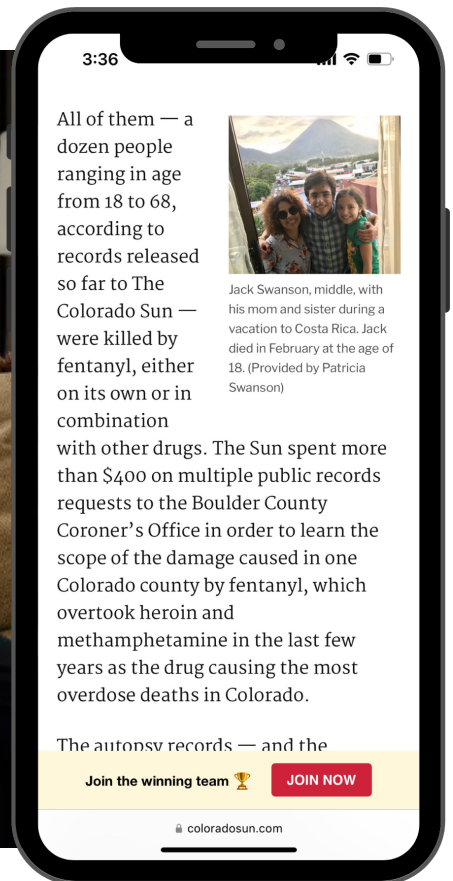 3:36
All of them — a
dozen people
ranging in age
from 18 to 68,
according to
records released
so far to The
Colorado Sun —
were killed by
fentanyl, either
on its own or in
combination
Jack Swanson, middle, with
his mom and sister during a
vacation to Costa Rica. Jack
died in February at the age of
18. (Provided by Patricia
Swanson)
with other drugs. The Sun spent more
than $400 on multiple public records
requests to the Boulder County
Coroner’s Office in order to learn the
scope of the damage caused in one
Colorado county by fentanyl, which
overtook heroin and
methamphetamine in the last few
years as the drug causing the most
overdose deaths in Colorado.
The autopsy records — and the
Join the winning team 🏆
JOIN NOW
coloradosun.com